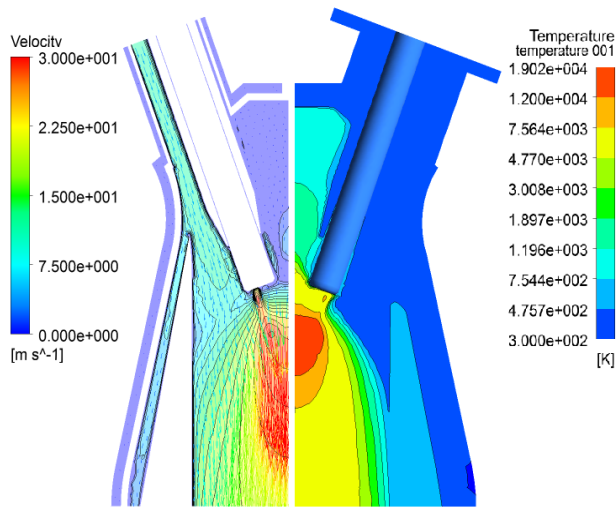 Velocity
3.000e+001
2.250e+001
1.500e+001
7.500e+000
0.000e+000
[m s^-1]
Temperature
temperature 001
1.902e+004
1.200e+004
7.564e+003
4.770e+003
3.008e+003
1.897e+003
1.196e+003
7.544e+002
4.757e+002
3.000e+002
[K]